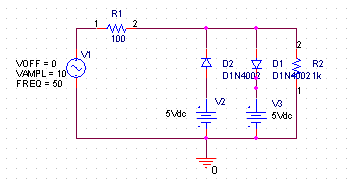 R1
1 2
100
V1
VOFF = 0
VAMPL = 10
FREQ = 50
D2
D1N4002
D1
D1N4002
2
R2
1k
1
V2
5Vdc
V3
5Vdc
0